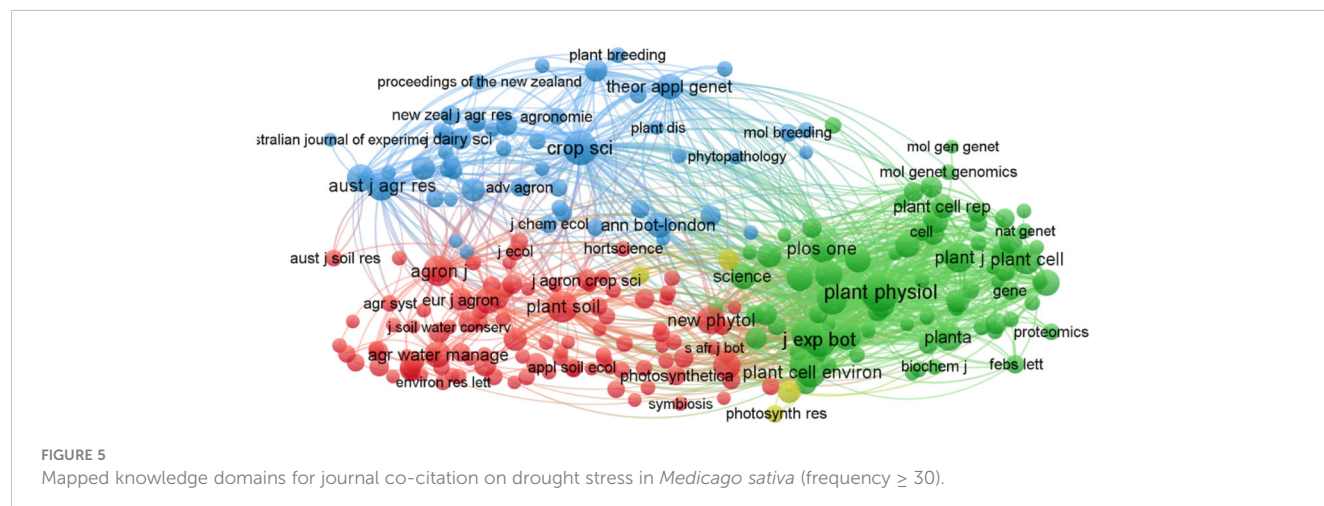 plant breeding
proceedings of the new zealand
theor appl genet
new zeal j agr res
agronomie
plant dis
mol breeding
stralian journal of experime
j dairy sci
crop sci
phytopathology
mol gen genet
mol genet genomics
aust j agr res
adv agron
plant cell rep
j chem ecol
ann bot-london
cell
nat genet
j ecol
hortscience
plos one
aust j soil res
agron j
science
plant j
plant cell
j agron crop sci
agr syst
eur j agron
plant soil
plant physiol
gene
j soil water conserv
new phytol
j exp bot
planta
proteomics
agr water manage
s afr j bot
appl soil ecol
photosynthetica
plant cell environ
biochem j
febs lett
environ res lett
symbiosis
photosynth res
FIGURE 5
Mapped knowledge domains for journal co-citation on drought stress in Medicago sativa (frequency ≥ 30).